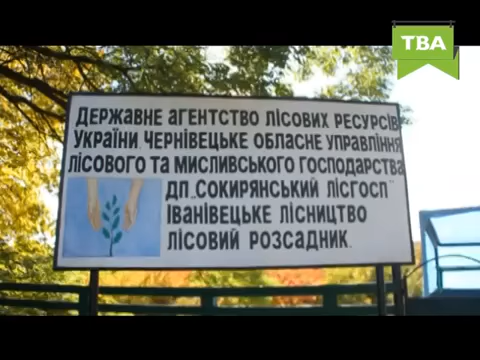 ТВА
ДЕРЖАВНЕ АГЕНТСТВО ЛІСОВИХ РЕСУРСІВ
УКРАЇНИ, ЧЕРНІВЕЦЬКЕ ОБЛАСНЕ УПРАВЛІННЯ
ЛІСОВОГО ТА МИСЛИВСЬКОГО ГОСПОДАРСТВА
ДП „СОКИРЯНСЬКИЙ ЛІСГОСП"
ІВАНІВЕЦЬКЕ ЛІСНИЦТВО
ЛІСОВИЙ РОЗСАДНИК.